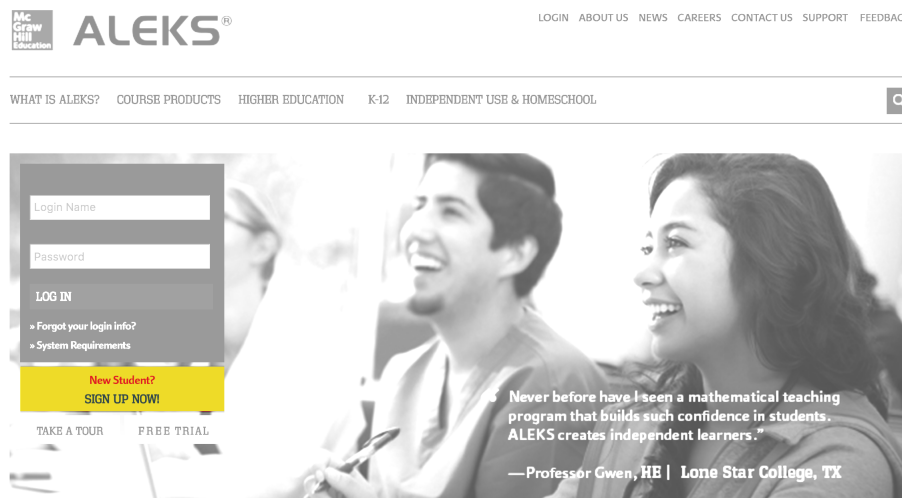 Mc
Graw
Hill
Education
ALEKS®
LOGIN ABOUT US NEWS CAREERS CONTACT US SUPPORT FEEDBAC
WHAT IS ALEKS? COURSE PRODUCTS HIGHER EDUCATION K-12 INDEPENDENT USE & HOMESCHOOL
Login Name
Password
LOG IN
» Forgot your login info?
» System Requirements
New Student?
SIGN UP NOW!
TAKE A TOUR FREE TRIAL
“Never before have I seen a mathematical teaching
program that builds such confidence in students.
ALEKS creates independent learners.”
—Professor Gwen, HE | Lone Star College, TX